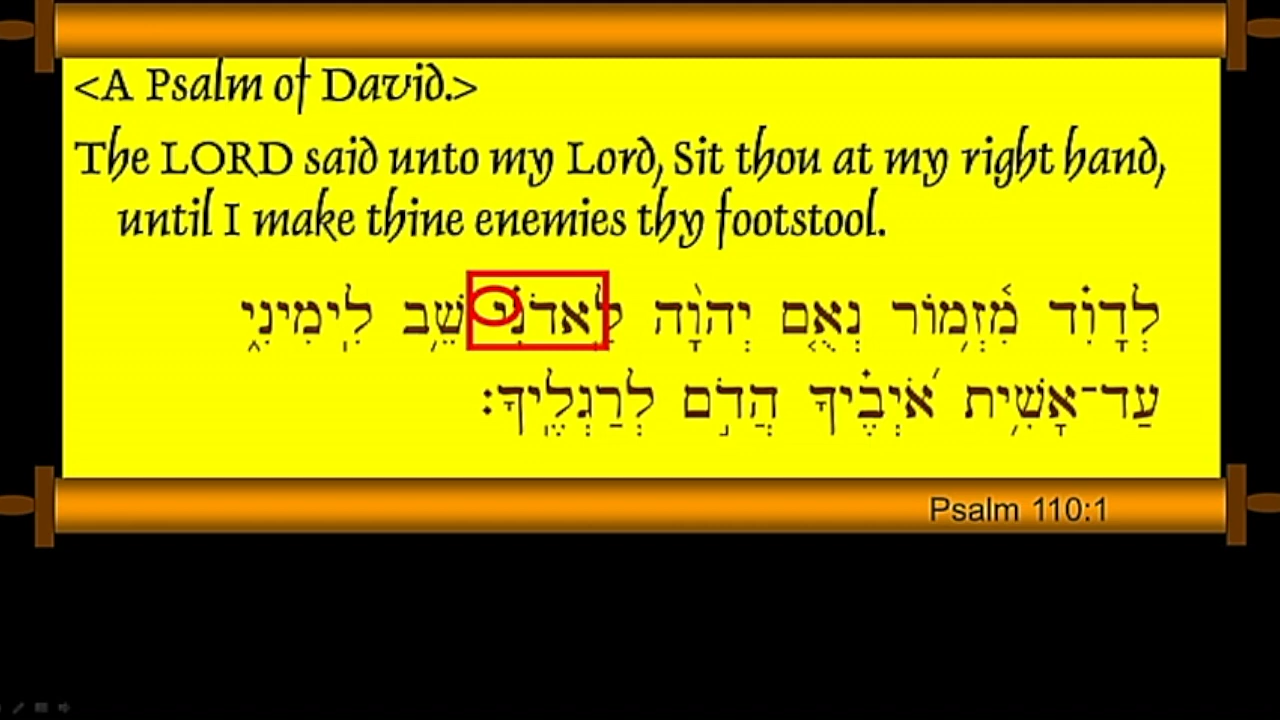 <A Psalm of David.>
The LORD said unto my Lord, Sit thou at my right hand,
until I make thine enemies thy footstool.
לְדָוִ֗ד מִ֫זְמ֥וֹר נְאֻ֤ם יְהוָ֨ה לַֽאדֹנִ֗י שֵׁ֥ב לִֽימִינִ֑י
עַד־אָשִׁ֥ית אֹ֝יְבֶ֗יךָ הֲדֹ֣ם לְרַגְלֶֽיךָ׃
Psalm 110:1